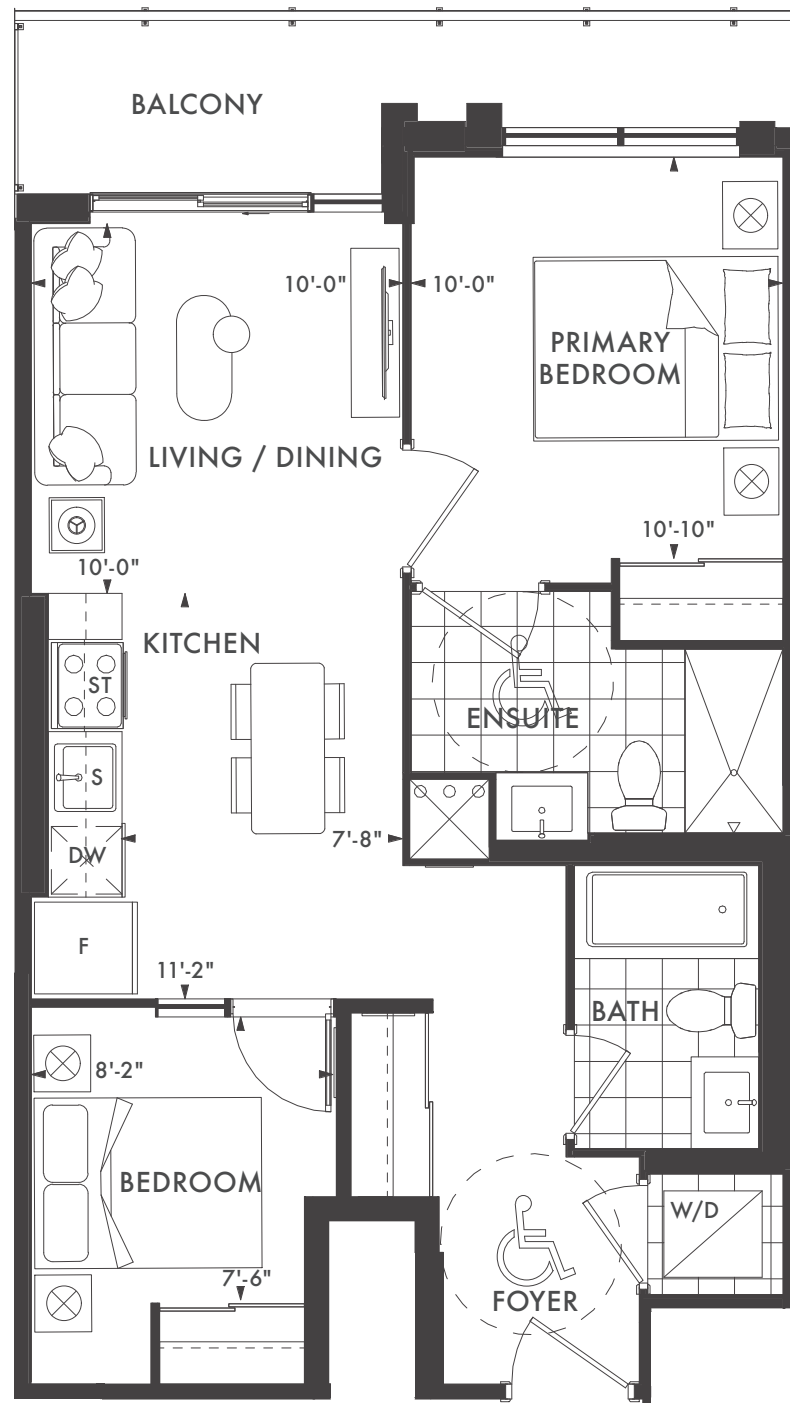 BALCONY
10'-0"
10'-0"
PRIMARY
BEDROOM
LIVING / DINING
10'-10"
10'-0"
KITCHEN
ST
ENSUITE
S
7'-8"
DW
F
11'-2"
BATH
8'-2"
BEDROOM
W/D
7'-6"
FOYER